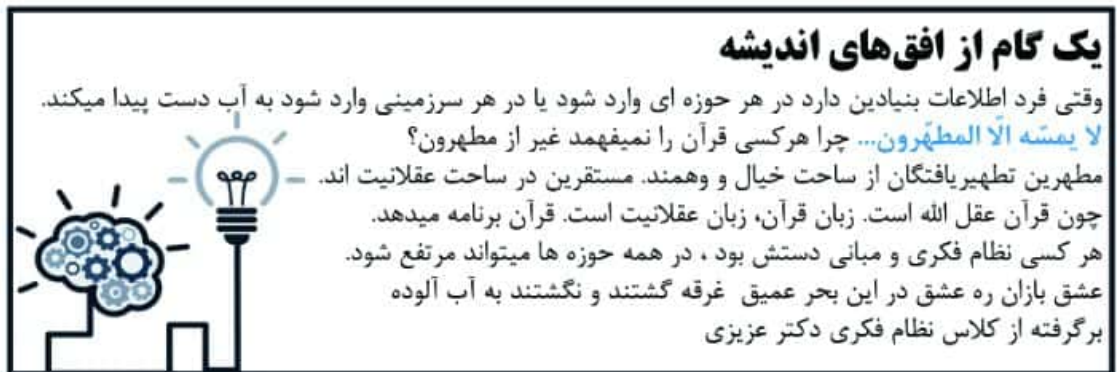 یک گام از افق‌های اندیشه
وقتی فرد اطلاعات بنیادین دارد در هر حوزه ای وارد شود یا در هر سرزمینی وارد شود به آب دست پیدا میکند.
لا یمسّه الّا المطهّرون... چرا هرکسی قرآن را نمیفهمد غیر از مطهرون؟
مطهرین تطهیریافتگان از ساحت خیال و وهمند. مستقرین در ساحت عقلانیت اند.
چون قرآن عقل الله است. زبان قرآن، زبان عقلانیت است. قرآن برنامه میدهد.
هر کسی نظام فکری و مبانی دستش بود ، در همه حوزه ها میتواند مرتفع شود.
عشق بازان ره عشق در این بحر عمیق  غرقه گشتند و نگشتند به آب آلوده
برگرفته از کلاس نظام فکری دکتر عزیزی